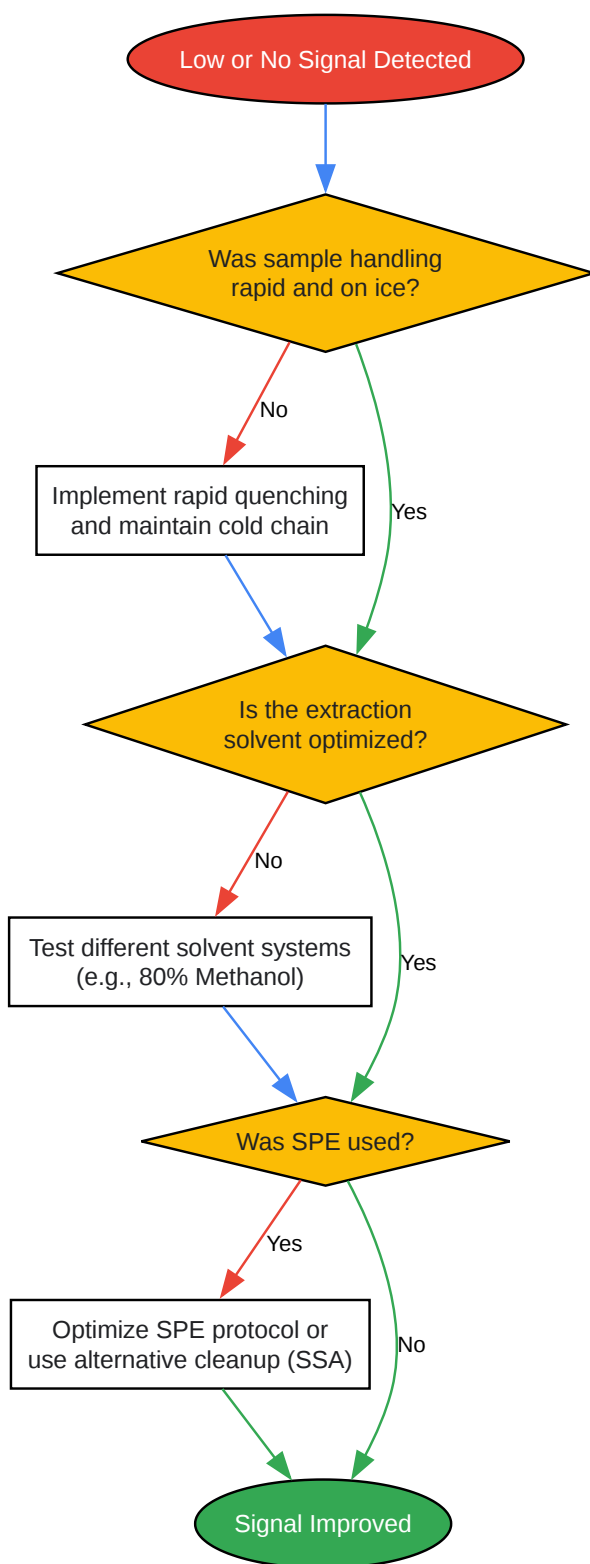 Low or No Signal Detected
Was sample handling
rapid and on ice?
No
Implement rapid quenching
and maintain cold chain
Yes
Is the extraction
solvent optimized?
No
Test different solvent systems
(e.g., 80% Methanol)
Yes
Was SPE used?
Yes
Optimize SPE protocol or
use alternative cleanup (SSA)
No
Signal Improved